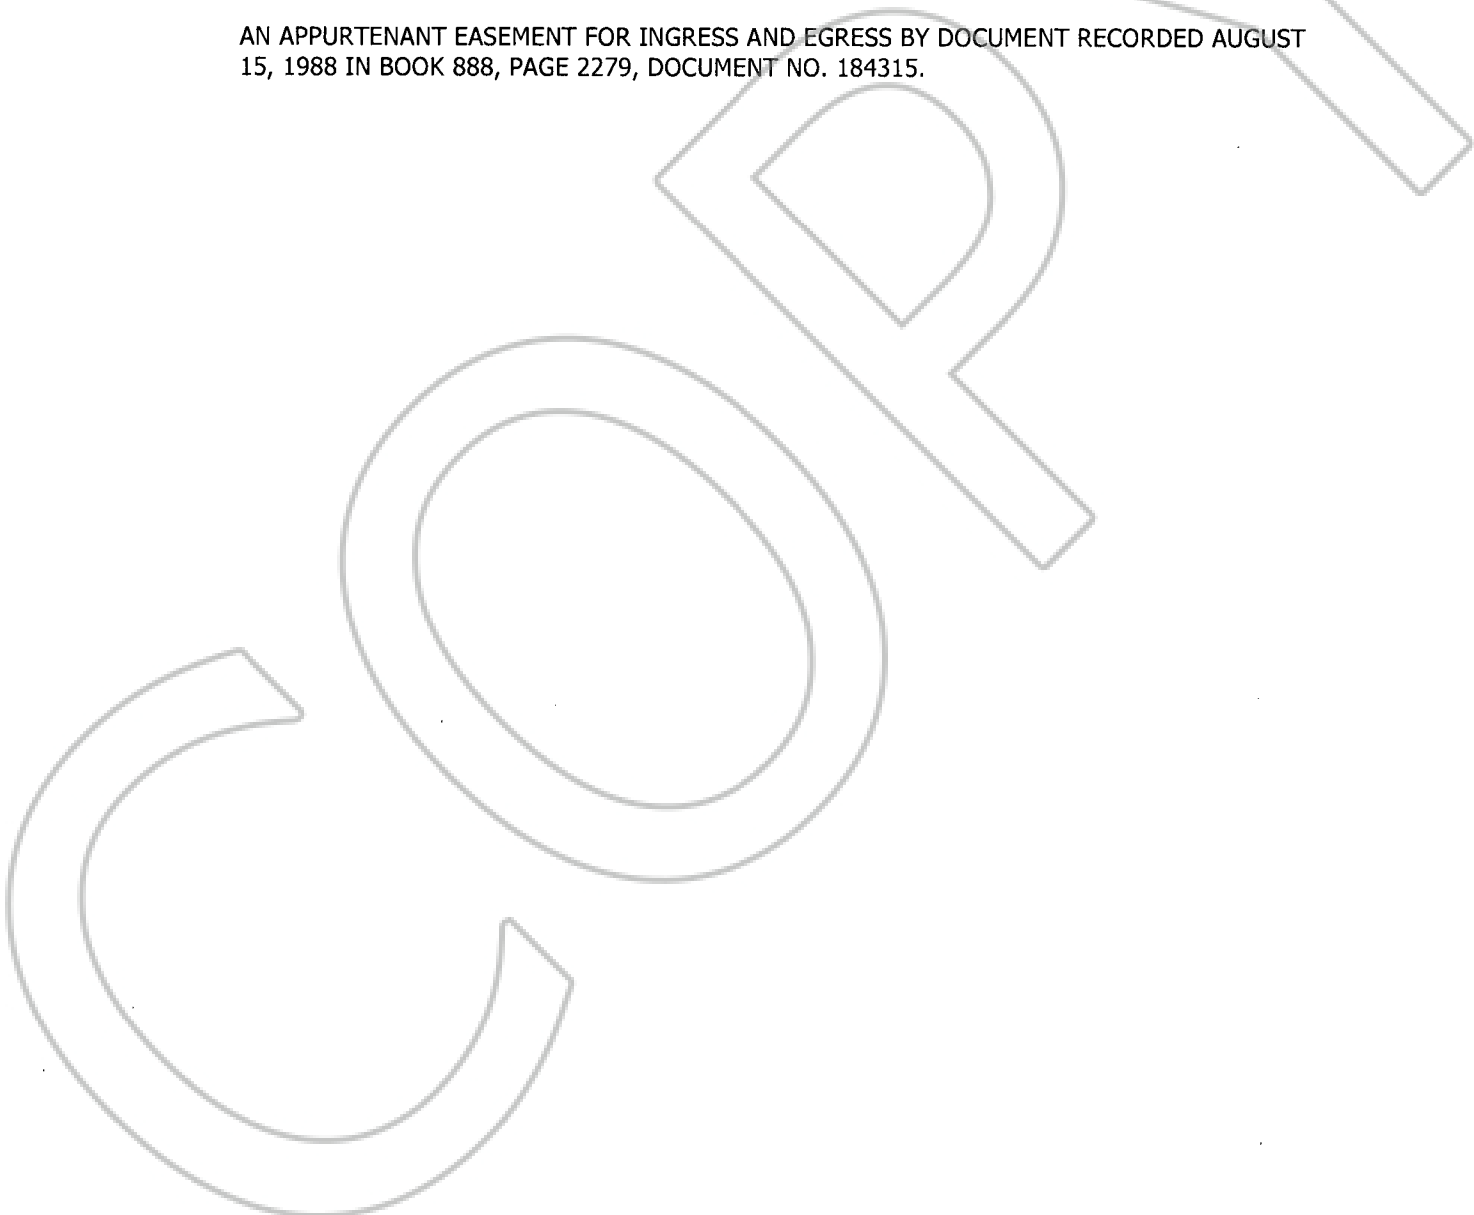 AN APPURTENANT EASEMENT FOR INGRESS AND EGRESS BY DOCUMENT RECORDED AUGUST
15, 1988 IN BOOK 888, PAGE 2279, DOCUMENT NO. 184315.
COPY